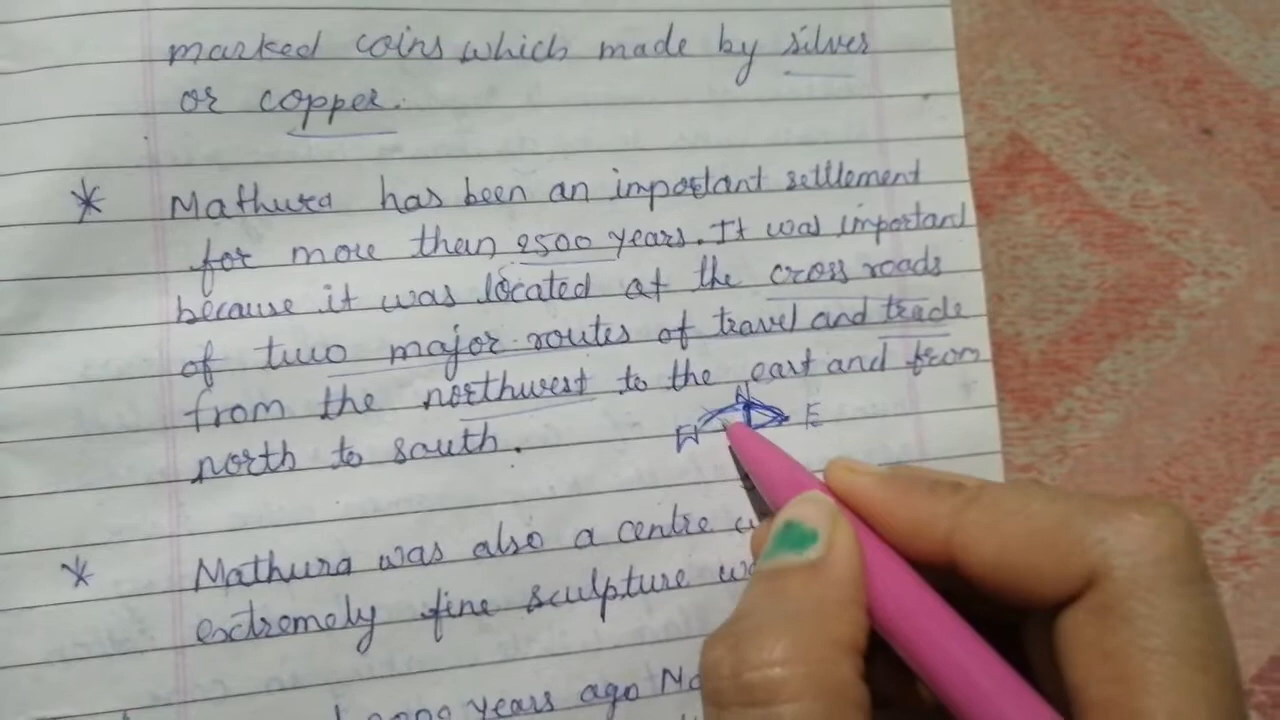 marked coins which made by silver
or copper.
* Mathura has been an important settlement
for more than 2500 years. It was important
because it was located at the cross roads
of two major routes of travel and trade
from the northwest to the east and from
N
W E
north to south.
* Mathura was also a centre
extremely fine sculpture
years ago